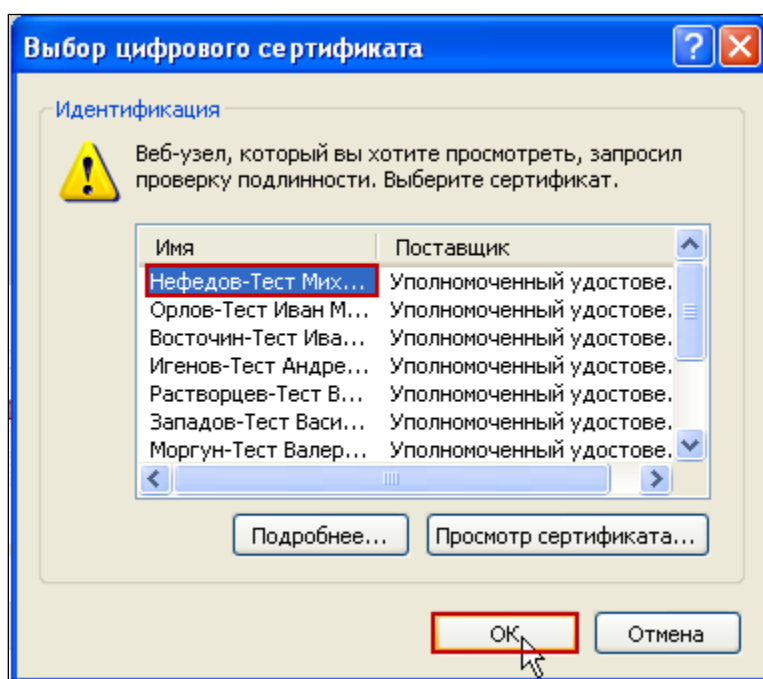 Выбор цифрового сертификата
Идентификация
Веб-узел, который вы хотите просмотреть, запросил
проверку подлинности. Выберите сертификат.
Имя Поставщик
Нефедов-Тест Мих... Уполномоченный удостове.
Орлов-Тест Иван М... Уполномоченный удостове.
Восточин-Тест Ива... Уполномоченный удостове.
Игенов-Тест Андре... Уполномоченный удостове.
Растворцев-Тест В... Уполномоченный удостове.
Западов-Тест Васи... Уполномоченный удостове.
Моргун-Тест Валер... Уполномоченный удостове.
Подробнее... Просмотр сертификата...
ОК Отмена